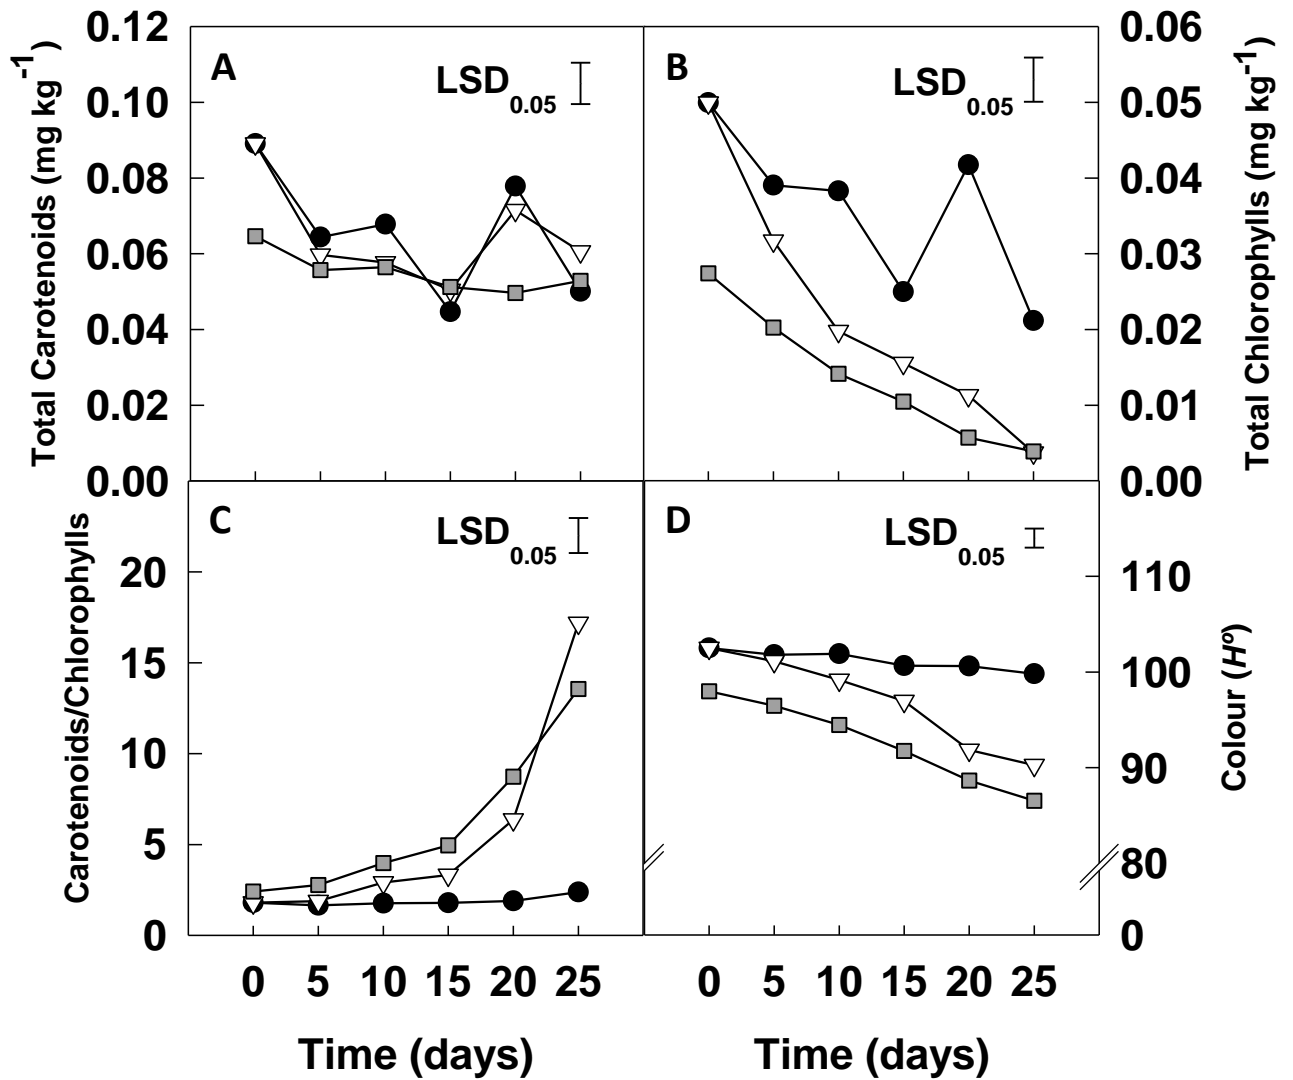 0.12
0.10
0.08
0.06
0.04
0.02
0.00
Total Carotenoids (mg kg-1)
A
LSD0.05
B
LSD0.05
0.06
0.05
0.04
0.03
0.02
0.01
0.00
Total Chlorophylls (mg kg-1)
20
15
10
5
0
Carotenoids/Chlorophylls
C
LSD0.05
D
LSD0.05
110
100
90
80
0
Colour (Hº)
0 5 10 15 20 25
0 5 10 15 20 25
Time (days)
Time (days)